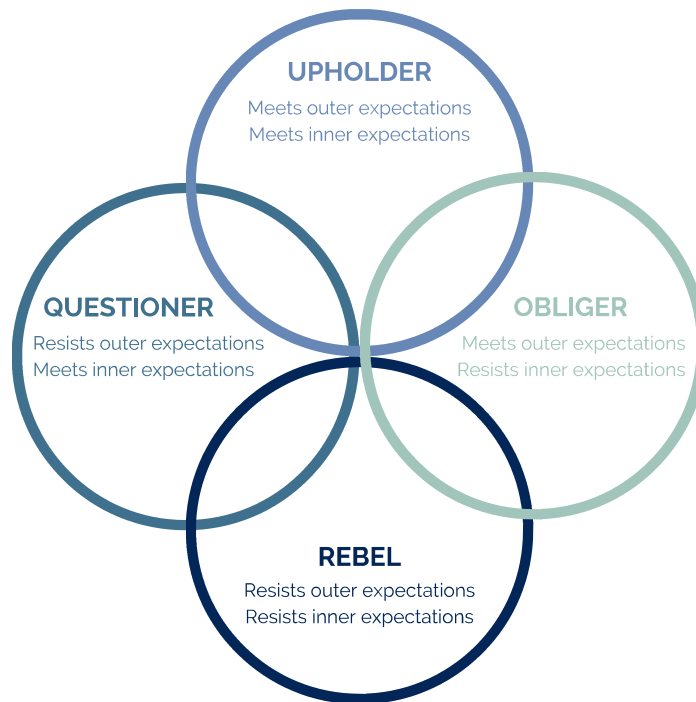 UPHOLDER
Meets outer expectations
Meets inner expectations
QUESTIONER
Resists outer expectations
Meets inner expectations
OBLIGER
Meets outer expectations
Resists inner expectations
REBEL
Resists outer expectations
Resists inner expectations